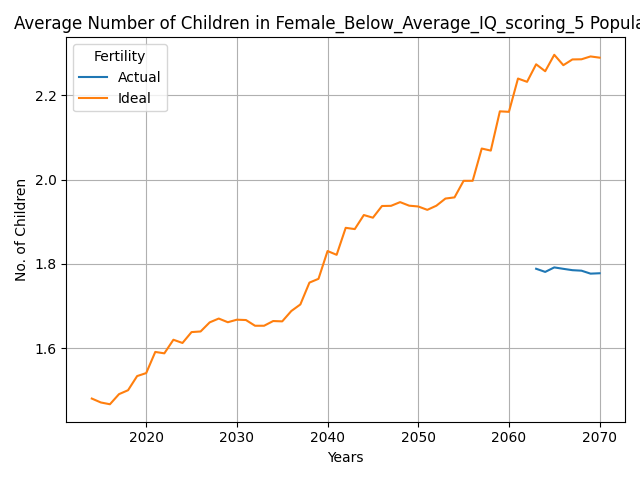 Average Number of Children in Female_Below_Average_IQ_scoring_5 Popula
Fertility
Actual
Ideal
No. of Children
2.2
2.0
1.8
1.6
2020 2030 2040 2050 2060 2070
Years